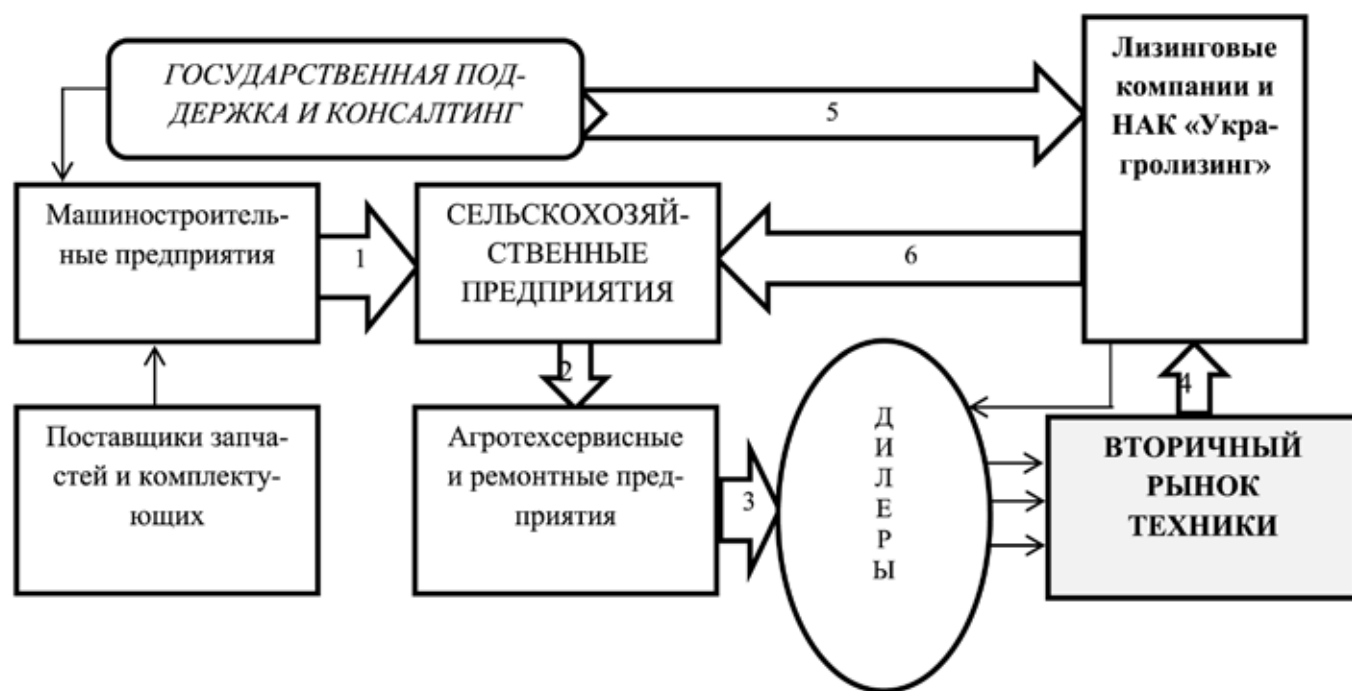 ГОСУДАРСТВЕННАЯ ПОД-
ДЕРЖКА И КОНСАЛТИНГ
5
Лизинговые
компании и
НАК «Укра-
гролизинг»
Машиностроитель-
ные предприятия
1
СЕЛЬСКОХОЗЯЙ-
СТВЕННЫЕ
ПРЕДПРИЯТИЯ
6
2
4
Поставщики запча-
стей и комплекту-
ющих
Агротехсервисные
и ремонтные пред-
приятия
3
Д
И
Л
Е
Р
Ы
ВТОРИЧНЫЙ
РЫНОК
ТЕХНИКИ